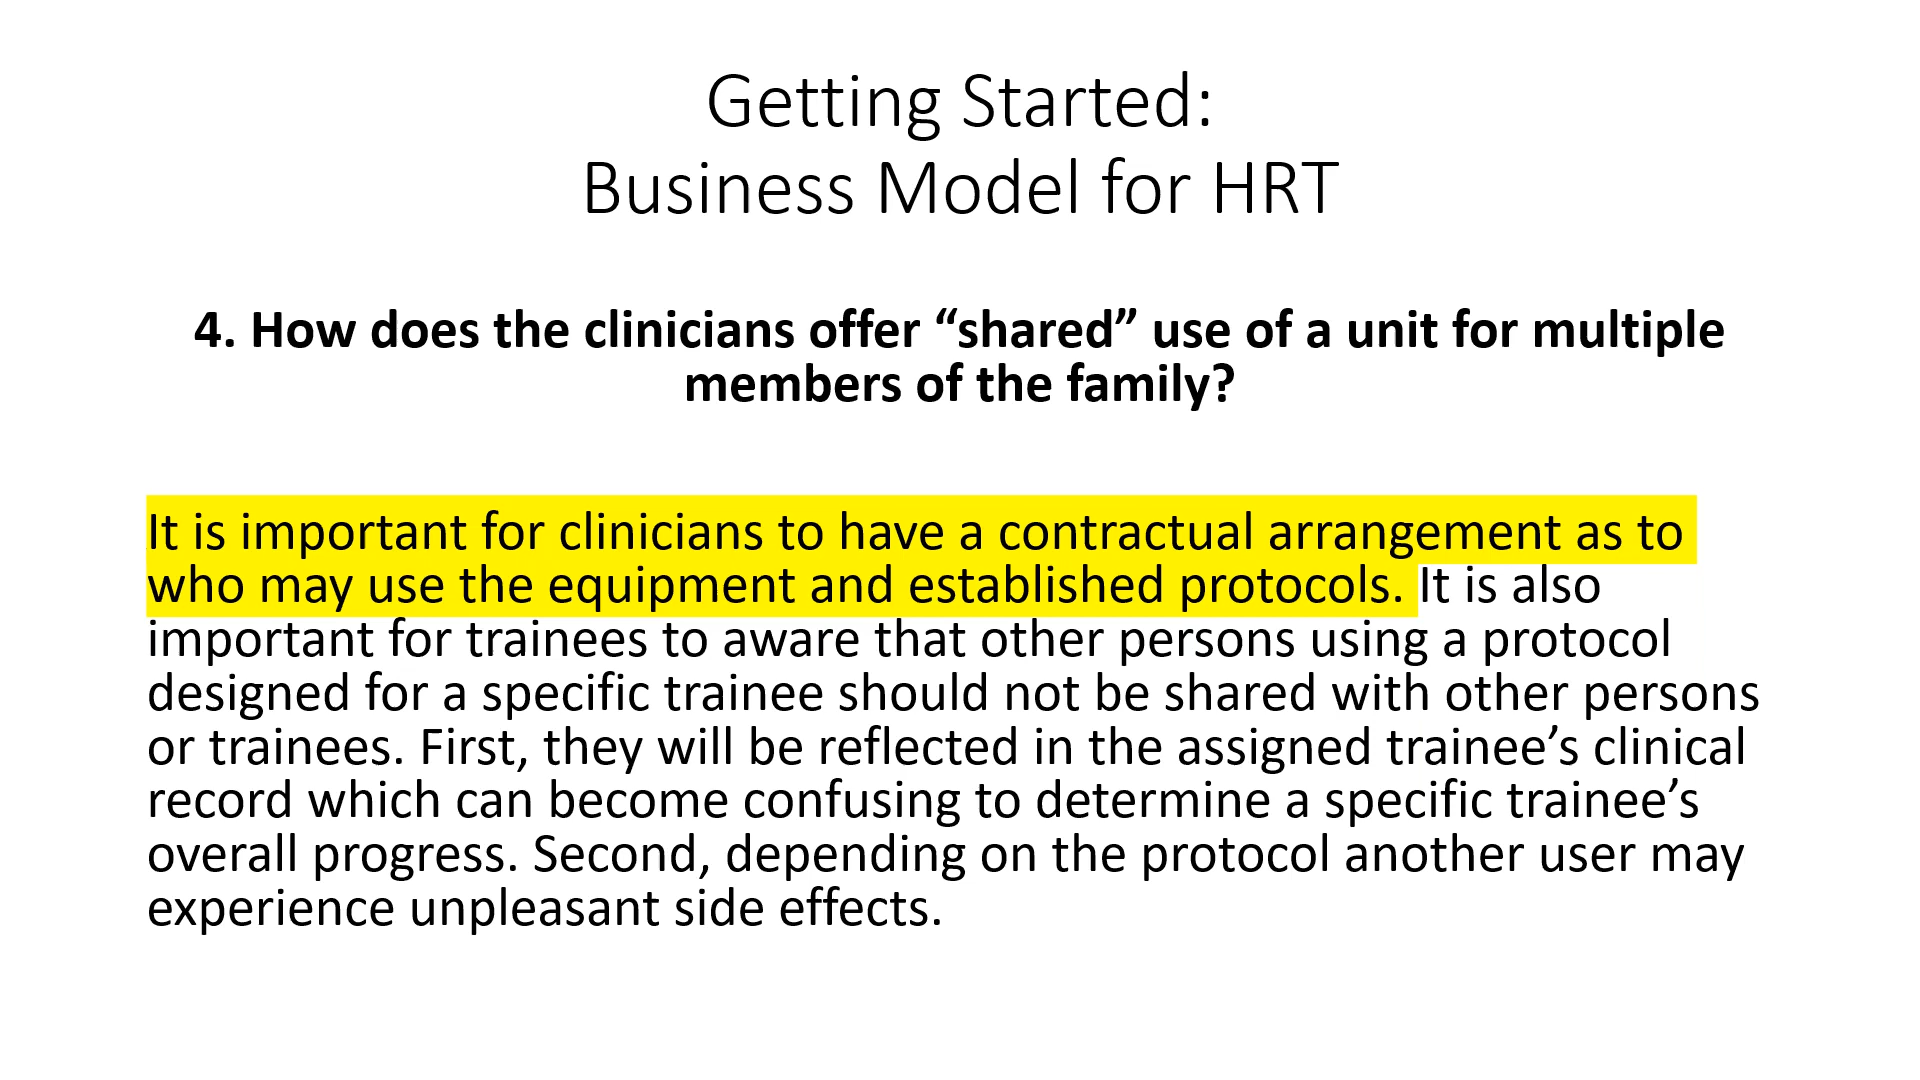 Getting Started:
Business Model for HRT
4. How does the clinicians offer “shared” use of a unit for multiple
members of the family?
It is important for clinicians to have a contractual arrangement as to
who may use the equipment and established protocols. It is also
important for trainees to aware that other persons using a protocol
designed for a specific trainee should not be shared with other persons
or trainees. First, they will be reflected in the assigned trainee’s clinical
record which can become confusing to determine a specific trainee’s
overall progress. Second, depending on the protocol another user may
experience unpleasant side effects.